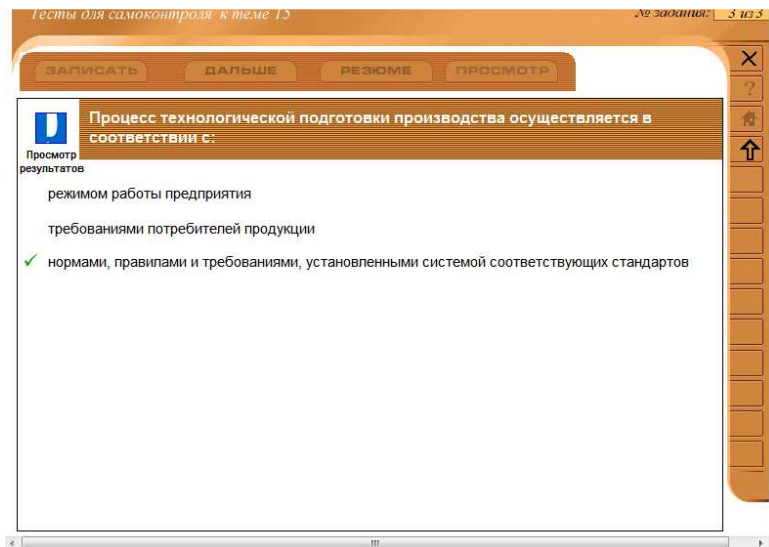 Тесты для самоконтроля к теме 15
№ задания: 3 из 3
ЗАПИСАТЬ ДАЛЬШЕ РЕЗЮМЕ ПРОСМОТР
Процесс технологической подготовки производства осуществляется в
соответствии с:
Просмотр
результатов
режимом работы предприятия
требованиями потребителей продукции
нормами, правилами и требованиями, установленными системой соответствующих стандартов
?